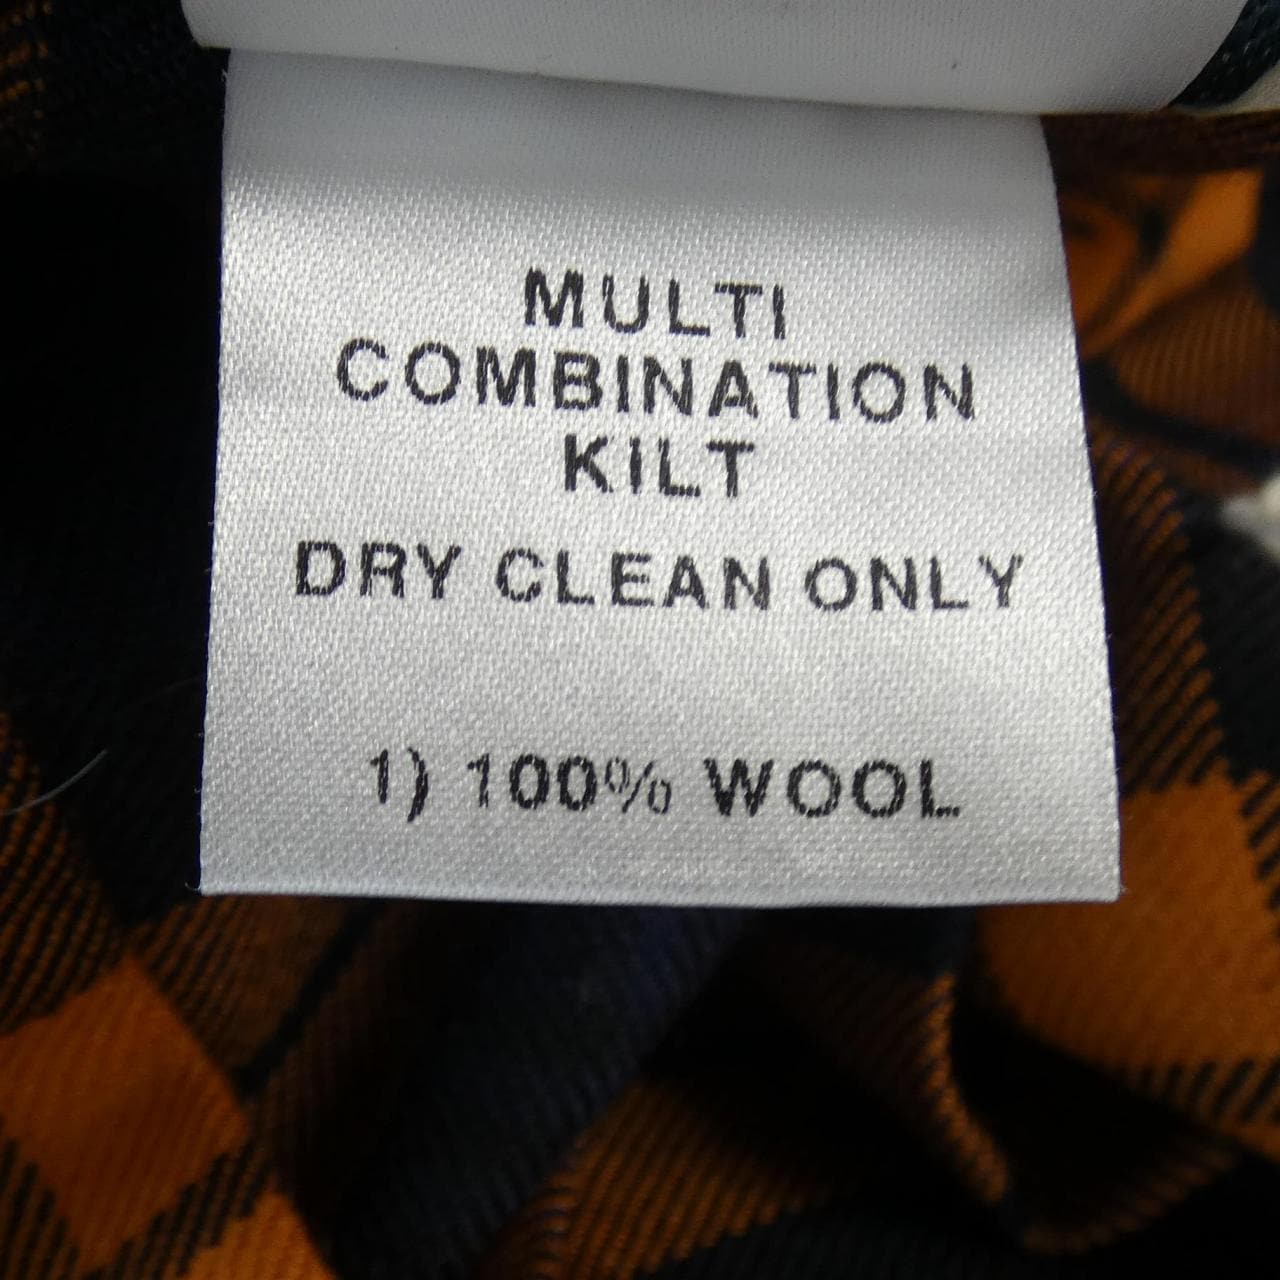 MULTI
COMBINATION
KILT
DRY CLEAN ONLY
1) 100% WOOL